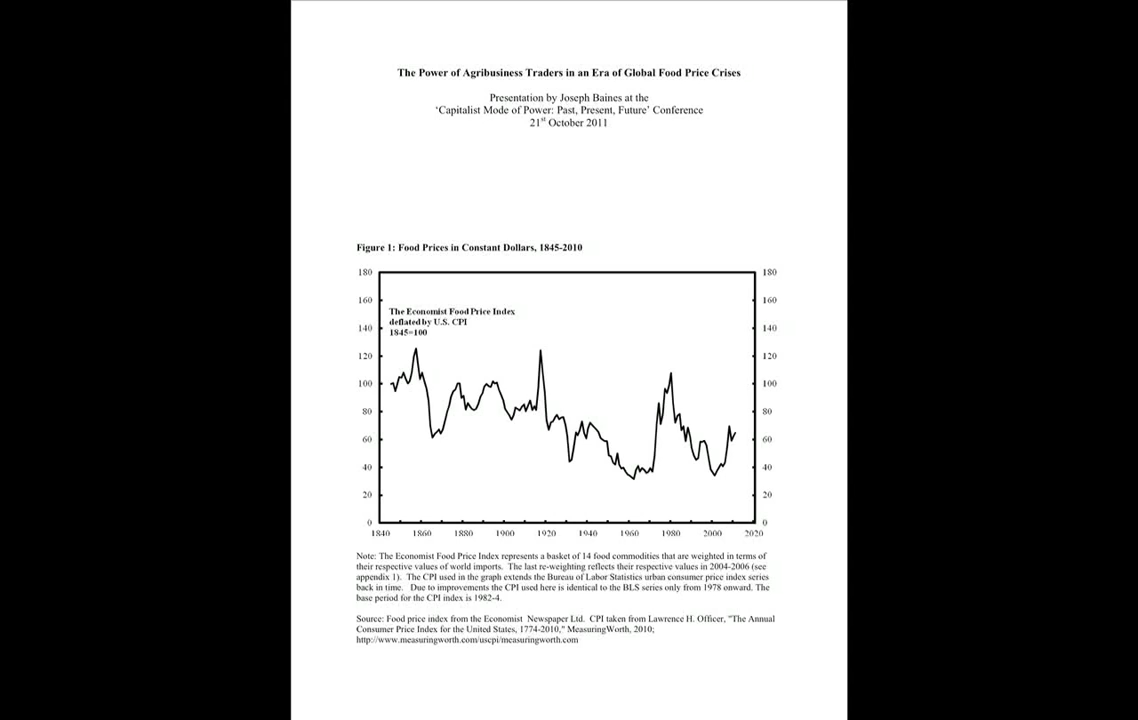 The Power of Agribusiness Traders in an Era of Global Food Price Crises
Presentation by Joseph Baines at the
‘Capitalist Mode of Power: Past, Present, Future’ Conference
21st October 2011
Figure 1: Food Prices in Constant Dollars, 1845-2010
180 180
160 160
The Economist Food Price Index
deflated by U.S. CPI
140 140
1845=100
120 120
100 100
80 80
60 60
40 40
20 20
0 0
1840 1860 1880 1900 1920 1940 1960 1980 2000 2020
Note: The Economist Food Price Index represents a basket of 14 food commodities that are weighted in terms of
their respective values of world imports. The last re-weighting reflects their respective values in 2004-2006 (see
appendix 1). The CPI used in the graph extends the Bureau of Labor Statistics urban consumer price index series
back in time. Due to improvements the CPI used here is identical to the BLS series only from 1978 onward. The
base period for the CPI index is 1982-4.
Source: Food price index from the Economist Newspaper Ltd. CPI taken from Lawrence H. Officer, "The Annual
Consumer Price Index for the United States, 1774-2010," MeasuringWorth, 2010;
http://www.measuringworth.com/uscpi/measuringworth.com